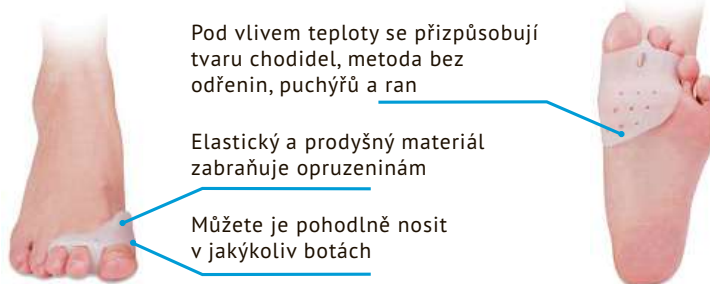 Pod vlivem teploty se přizpůsobují
tvaru chodidel, metoda bez
odřenin, puchýřů a ran
Elastický a prodyšný materiál
zabraňuje opruzeninám
Můžete je pohodlně nosit
v jakýkoliv botách